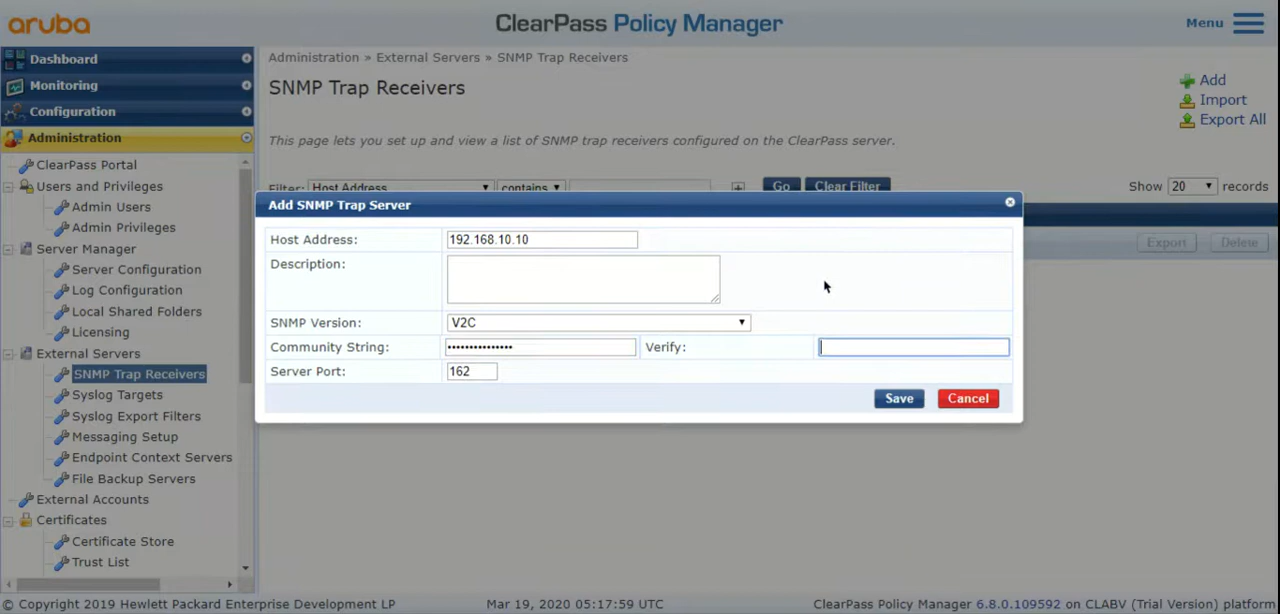 aruba
ClearPass Policy Manager
Menu
Dashboard
Monitoring
Configuration
Administration
ClearPass Portal
Users and Privileges
Admin Users
Admin Privileges
Server Manager
Server Configuration
Log Configuration
Local Shared Folders
Licensing
External Servers
SNMP Trap Receivers
Syslog Targets
Syslog Export Filters
Messaging Setup
Endpoint Context Servers
File Backup Servers
External Accounts
Certificates
Certificate Store
Trust List
Administration » External Servers » SNMP Trap Receivers
SNMP Trap Receivers
Add
Import
Export All
This page lets you set up and view a list of SNMP trap receivers configured on the ClearPass server.
Filter: Host Address contains + Go Clear Filter Show 20 records
Export Delete
Add SNMP Trap Server
Host Address: 192.168.10.10
Description:
SNMP Version: V2C
Community String: ••••••••••••••• Verify:
Server Port: 162
Save Cancel
© Copyright 2019 Hewlett Packard Enterprise Development LP Mar 19, 2020 05:17:59 UTC ClearPass Policy Manager 6.8.0.109592 on CLABV (Trial Version) platform